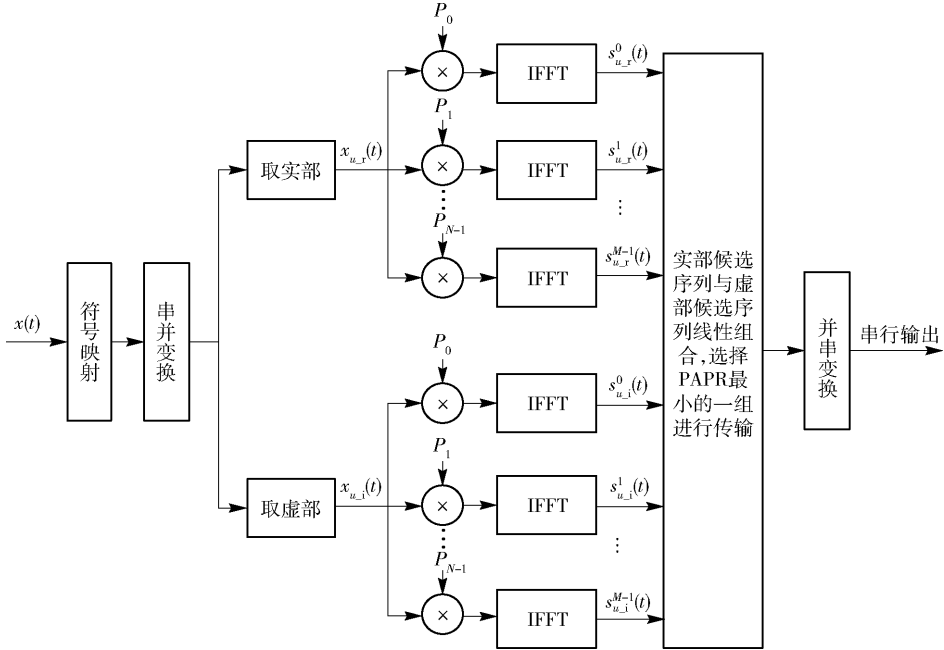 P0
×
IFFT
s^0_{u_r}(t)
P1
取实部
x_{u_r}(t)
×
IFFT
s^1_{u_r}(t)
⋮
P_{N-1}
×
IFFT
s^{M-1}_{u_r}(t)
x(t)
符号映射
串并变换
P0
×
IFFT
s^0_{u_i}(t)
P1
取虚部
x_{u_i}(t)
×
IFFT
s^1_{u_i}(t)
⋮
P_{N-1}
×
IFFT
s^{M-1}_{u_i}(t)
实部候选
序列与虚
部候选序
列线性组
合,选择
PAPR最
小的一组
进行传输
并串变换
串行输出